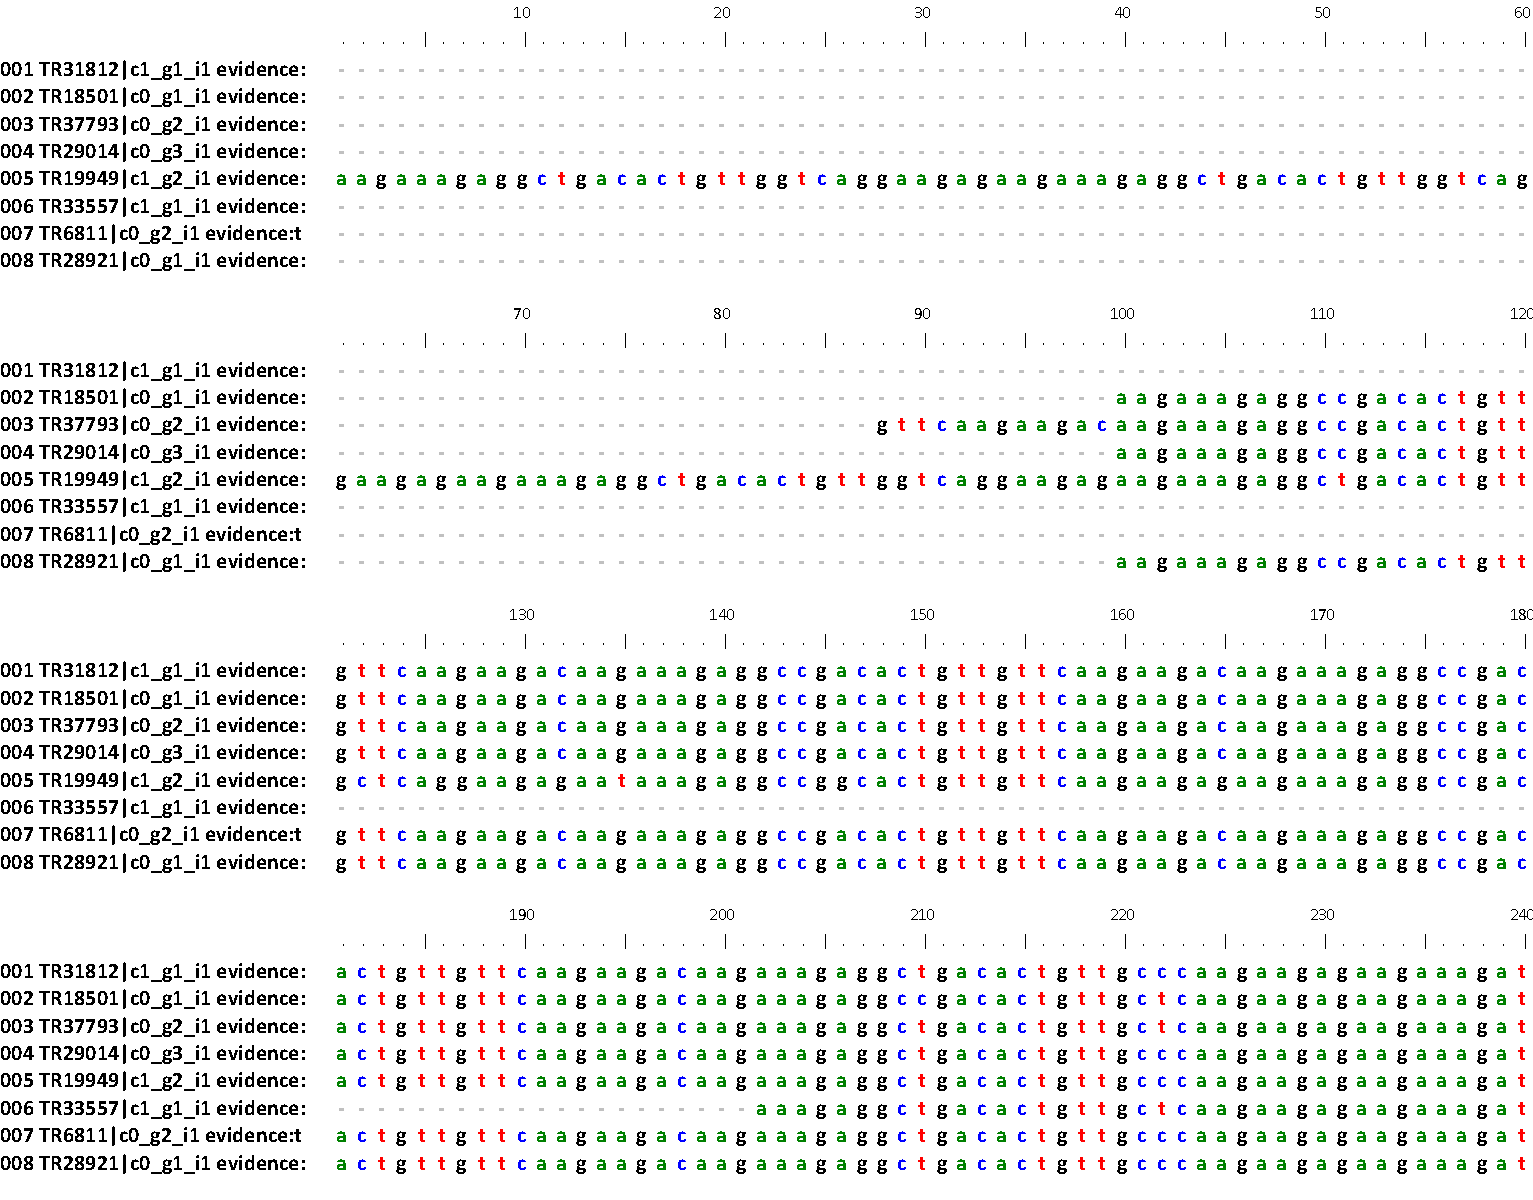 10 20 30 40 50 60
001 TR31812|c1_g1_i1 evidence: ------------------------------------------------------------
002 TR18501|c0_g1_i1 evidence: ------------------------------------------------------------
003 TR37793|c0_g2_i1 evidence: ------------------------------------------------------------
004 TR29014|c0_g3_i1 evidence: ------------------------------------------------------------
005 TR19949|c1_g2_i1 evidence: aagaaagaggctgacactgttggtcaggaagagaagaaagaggctgacactgttggtcag
006 TR33557|c1_g1_i1 evidence: ------------------------------------------------------------
007 TR6811|c0_g2_i1 evidence:t ------------------------------------------------------------
008 TR28921|c0_g1_i1 evidence: ------------------------------------------------------------
70 80 90 100 110 120
001 TR31812|c1_g1_i1 evidence: ------------------------------------------------------------
002 TR18501|c0_g1_i1 evidence: ---------------------------------------aagaaagaggccgacactgtt
003 TR37793|c0_g2_i1 evidence: ---------------------------gttcaagaagacaagaaagaggccgacactgtt
004 TR29014|c0_g3_i1 evidence: ---------------------------------------aagaaagaggccgacactgtt
005 TR19949|c1_g2_i1 evidence: gaagagaagaaagaggctgacactgttggtcaggaagagaagaaagaggctgacactgtt
006 TR33557|c1_g1_i1 evidence: ------------------------------------------------------------
007 TR6811|c0_g2_i1 evidence:t ------------------------------------------------------------
008 TR28921|c0_g1_i1 evidence: ---------------------------------------aagaaagaggccgacactgtt
130 140 150 160 170 180
001 TR31812|c1_g1_i1 evidence: gttcaagaagacaagaaagaggccgacactgttgttcaagaagacaagaaagaggccgac
002 TR18501|c0_g1_i1 evidence: gttcaagaagacaagaaagaggccgacactgttgttcaagaagacaagaaagaggccgac
003 TR37793|c0_g2_i1 evidence: gttcaagaagacaagaaagaggccgacactgttgttcaagaagacaagaaagaggccgac
004 TR29014|c0_g3_i1 evidence: gttcaagaagacaagaaagaggccgacactgttgttcaagaagacaagaaagaggccgac
005 TR19949|c1_g2_i1 evidence: gctcaggaagagaataaagaggccggcactgttgttcaagaagagaagaaagaggccgac
006 TR33557|c1_g1_i1 evidence: ------------------------------------------------------------
007 TR6811|c0_g2_i1 evidence:t gttcaagaagacaagaaagaggccgacactgttgttcaagaagacaagaaagaggccgac
008 TR28921|c0_g1_i1 evidence: gttcaagaagacaagaaagaggccgacactgttgttcaagaagacaagaaagaggccgac
190 200 210 220 230 240
001 TR31812|c1_g1_i1 evidence: actgttgttcaagaagacaagaaagaggctgacactgttgcccaagaagagaagaaagat
002 TR18501|c0_g1_i1 evidence: actgttgttcaagaagacaagaaagaggccgacactgttgctcaagaagagaagaaagat
003 TR37793|c0_g2_i1 evidence: actgttgttcaagaagacaagaaagaggctgacactgttgctcaagaagagaagaaagat
004 TR29014|c0_g3_i1 evidence: actgttgttcaagaagacaagaaagaggctgacactgttgcccaagaagagaagaaagat
005 TR19949|c1_g2_i1 evidence: actgttgttcaagaagacaagaaagaggctgacactgttgcccaagaagagaagaaagat
006 TR33557|c1_g1_i1 evidence: ---------------------aaagaggctgacactgttgctcaagaagagaagaaagat
007 TR6811|c0_g2_i1 evidence:t actgttgttcaagaagacaagaaagaggctgacactgttgcccaagaagagaagaaagat
008 TR28921|c0_g1_i1 evidence: actgttgttcaagaagacaagaaagaggctgacactgttgcccaagaagagaagaaagat